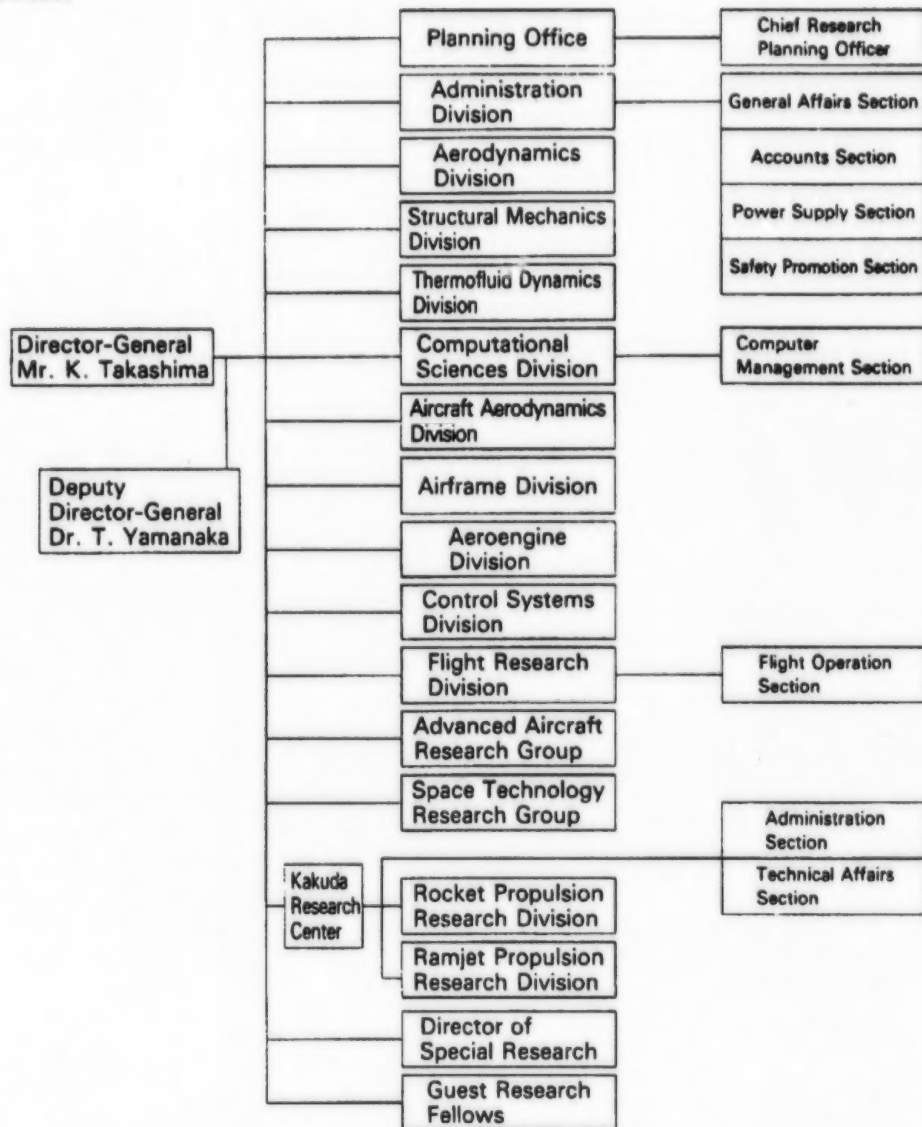 Planning Office
Chief Research
Planning Officer
Administration
Division
General Affairs Section
Aerodynamics
Division
Accounts Section
Structural Mechanics
Division
Power Supply Section
Thermofluid Dynamics
Division
Safety Promotion Section
Director-General
Mr. K. Takashima
Computational
Sciences Division
Computer
Management Section
Aircraft Aerodynamics
Division
Deputy
Director-General
Dr. T. Yamanaka
Airframe Division
Aeroengine
Division
Control Systems
Division
Flight Research
Division
Flight Operation
Section
Advanced Aircraft
Research Group
Space Technology
Research Group
Administration
Section
Technical Affairs
Section
Kakuda
Research
Center
Rocket Propulsion
Research Division
Ramjet Propulsion
Research Division
Director of
Special Research
Guest Research
Fellows